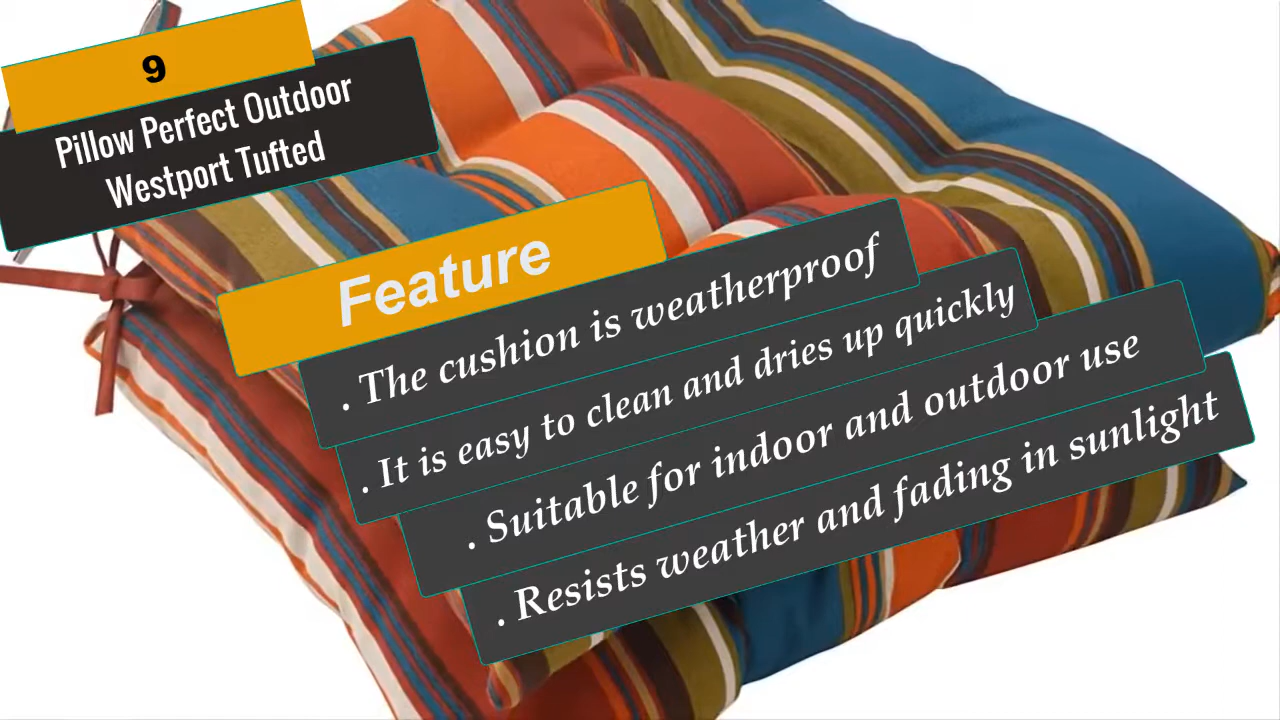 9
Pillow Perfect Outdoor
Westport Tufted
Feature
. The cushion is weatherproof
. It is easy to clean and dries up quickly
. Suitable for indoor and outdoor use
. Resists weather and fading in sunlight